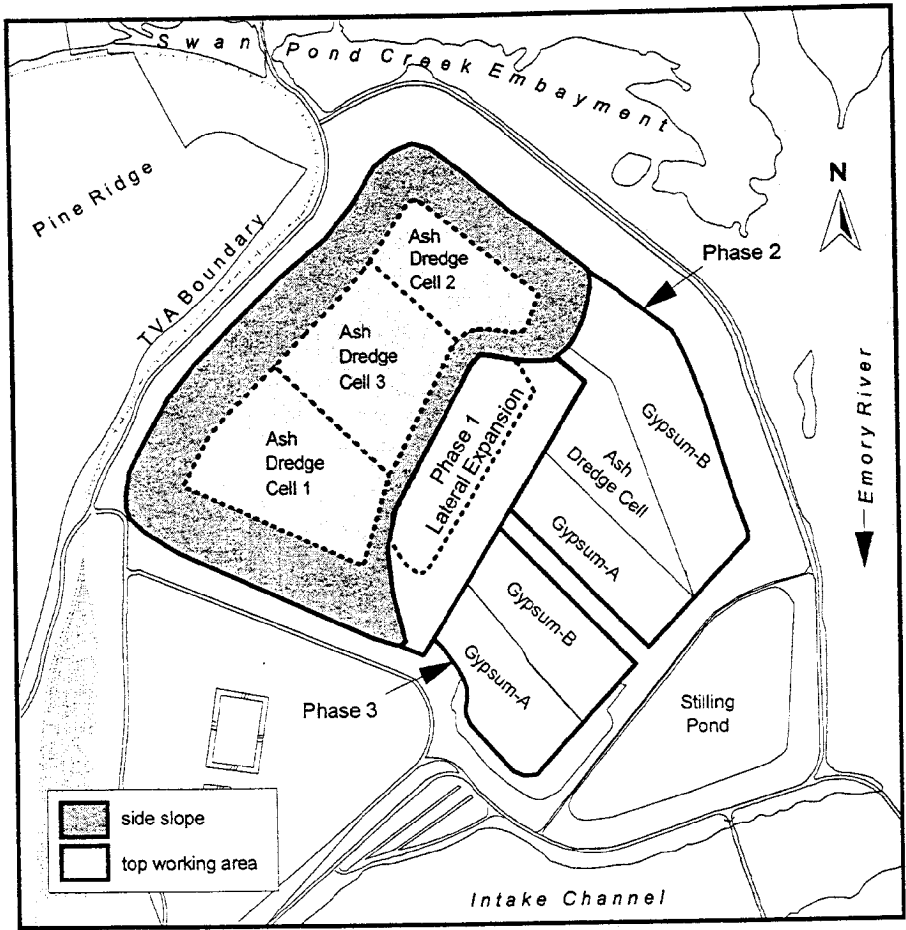 Swan Pond Creek Embayment
Pine Ridge
TVA Boundary
N
Phase 2
Ash
Dredge
Cell 2
Ash
Dredge
Cell 3
Ash
Dredge
Cell 1
Phase 1
Lateral Expansion
Gypsum-B
Ash
Dredge Cell
Gypsum-A
Emory River
Gypsum-B
Gypsum-A
Phase 3
Stilling
Pond
side slope
top working area
Intake Channel